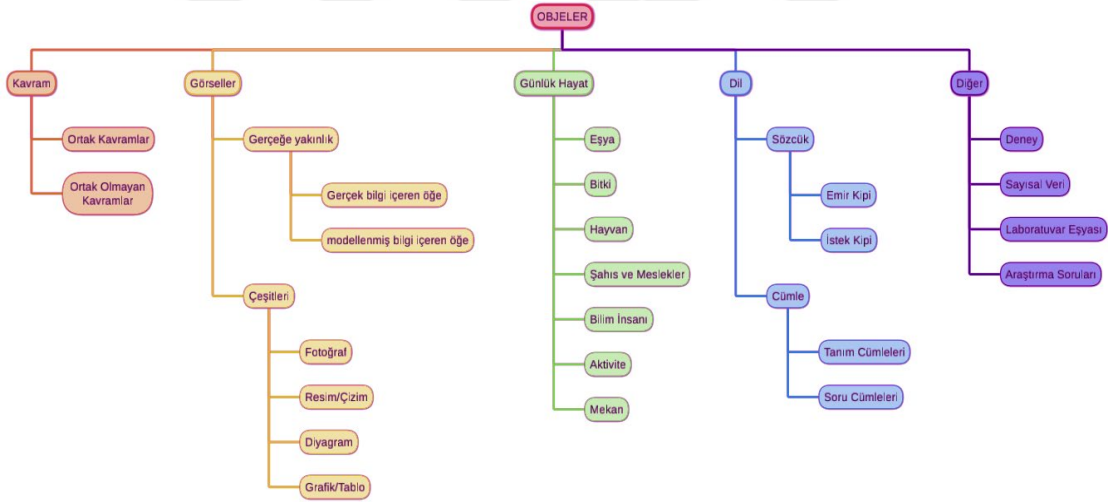 OBJELER
Kavram
Ortak Kavramlar
Ortak Olmayan
Kavramlar
Görseller
Gerçeğe yakınlık
Gerçek bilgi içeren öğe
modellenmiş bilgi içeren öğe
Çeşitleri
Fotoğraf
Resim/Çizim
Diyagram
Grafik/Tablo
Günlük Hayat
Eşya
Bitki
Hayvan
Şahıs ve Meslekler
Bilim İnsanı
Aktivite
Mekan
Dil
Sözcük
Emir Kipi
İstek Kipi
Cümle
Tanım Cümleleri
Soru Cümleleri
Diğer
Deney
Sayısal Veri
Laboratuvar Eşyası
Araştırma Soruları